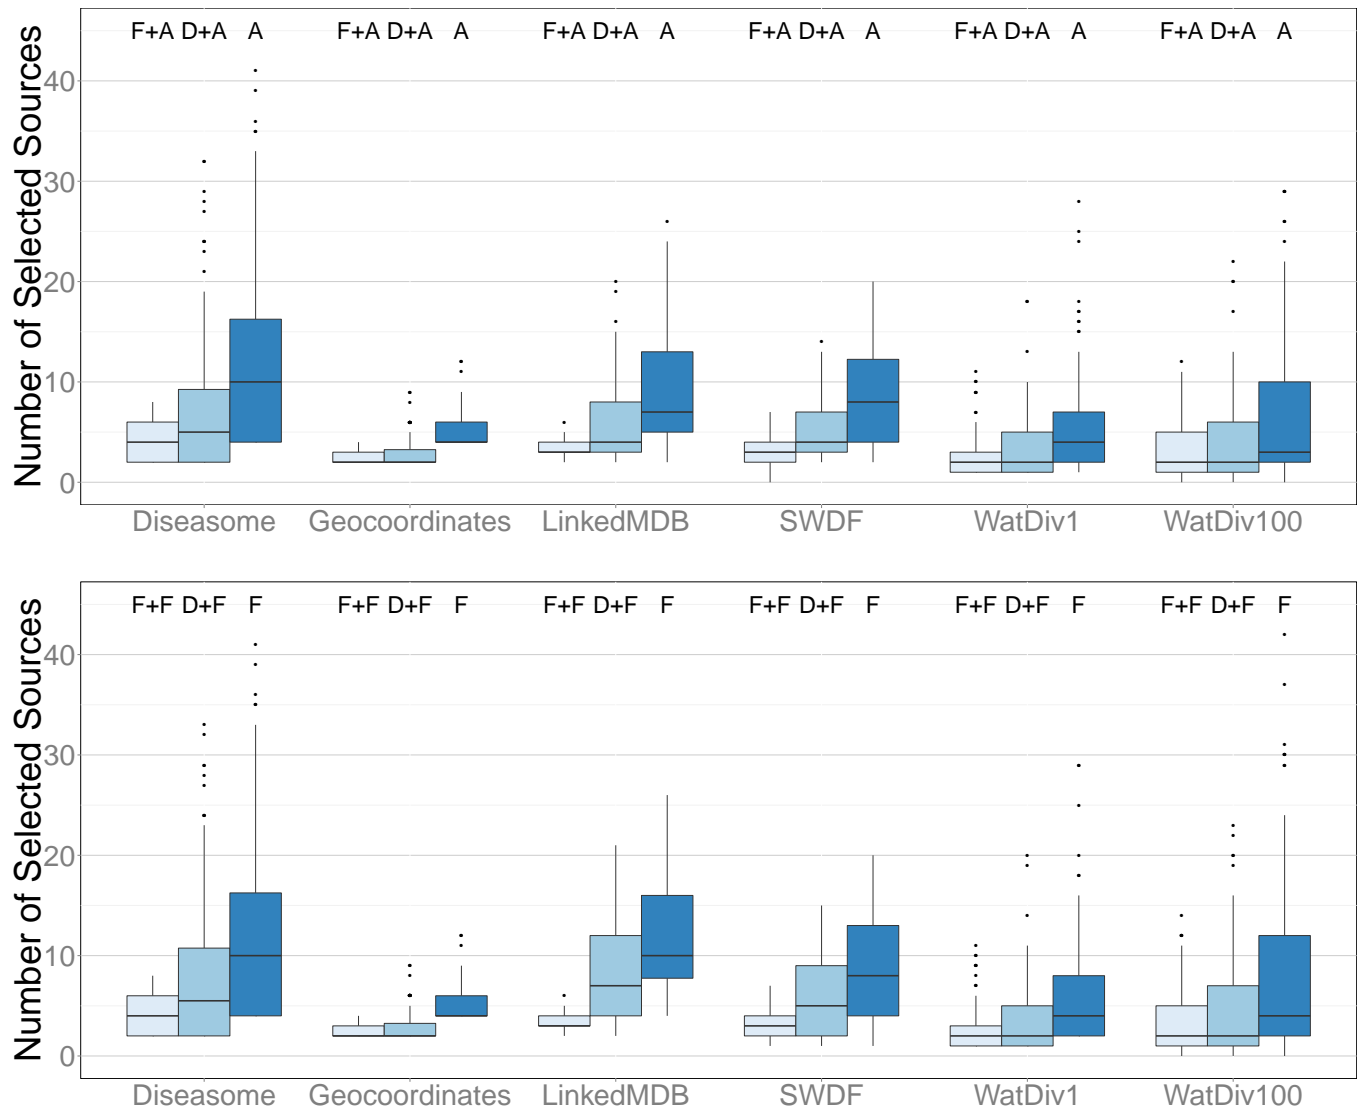 Number of Selected Sources
F+A D+A A F+A D+A A F+A D+A A F+A D+A A F+A D+A A F+A D+A A
40
30
20
10
0
Diseasome Geocoordinates LinkedMDB SWDF WatDiv1 WatDiv100
Number of Selected Sources
F+F D+F F F+F D+F F F+F D+F F F+F D+F F F+F D+F F F+F D+F F
40
30
20
10
0
Diseasome Geocoordinates LinkedMDB SWDF WatDiv1 WatDiv100